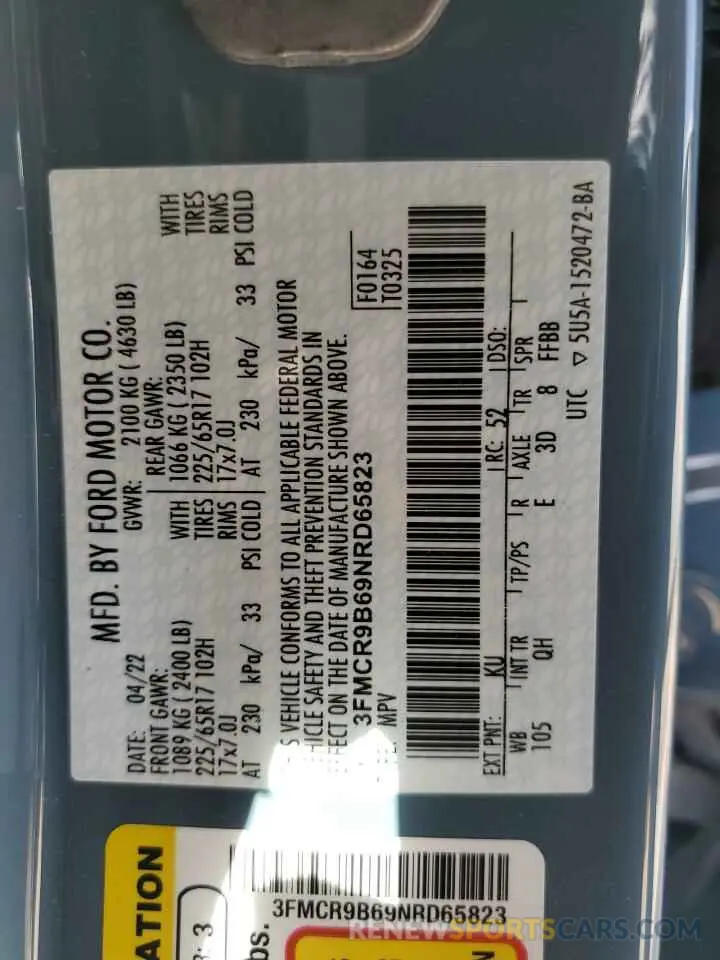 MFD. BY FORD MOTOR CO.
DATE: 04/22 GVWR: 2100 KG ( 4630 LB)
FRONT GAWR: REAR GAWR:
1089 KG ( 2400 LB) WITH 1066 KG ( 2350 LB) WITH
225/65R17 102H TIRES 225/65R17 102H TIRES
17x7.0J RIMS 17x7.0J RIMS
AT 230 kPa/ 33 PSI COLD AT 230 kPa/ 33 PSI COLD
VEHICLE CONFORMS TO ALL APPLICABLE FEDERAL MOTOR
SAFETY AND THEFT PREVENTION STANDARDS IN
ON THE DATE OF MANUFACTURE SHOWN ABOVE.
3FMCR9B69NRD65823
MPV
F0164
T0325
EXT PNT: KU RC: 52 DSO:
WB INT TR TP/PS R AXLE TR SPR
105 QH E 3D 8 FFBB
UTC ▽ 5U5A-1520472-BA
3FMCR9B69NRD65823
RENEWSPORTSCARS.COM